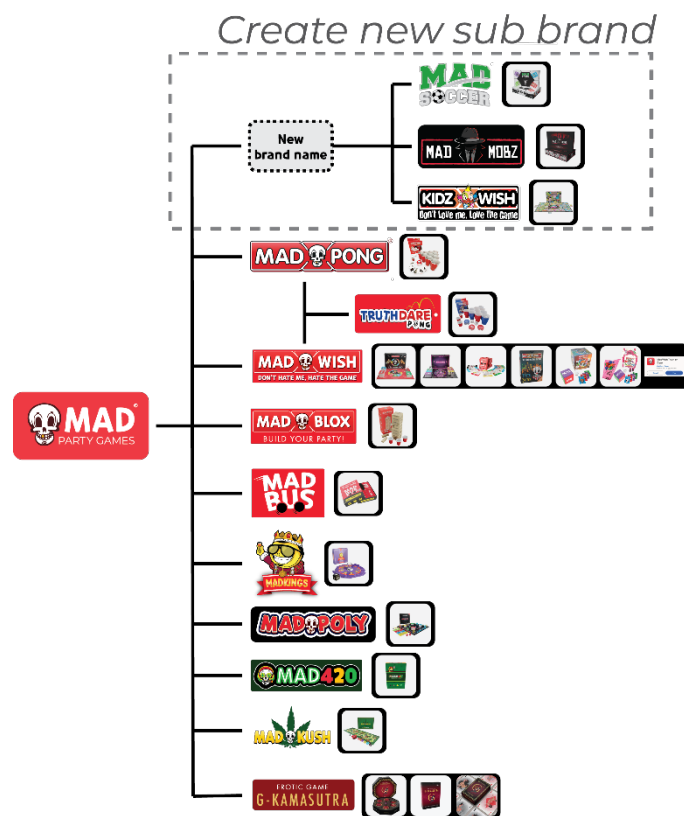 Create new sub brand
MAD
SOCCER
New
brand name
MAD MOBZ
KIDZ WISH
Don't Love me, Love The Game
MAD PONG
TRUTH DARE
PONG
MAD WISH
DON'T HATE ME, HATE THE GAME
MAD
PARTY GAMES
MAD BLOX
BUILD YOUR PARTY!
MAD
BUS
MADKINGS
MADOPOLY
MAD420
MAD KUSH
EROTIC GAME
G-KAMASUTRA